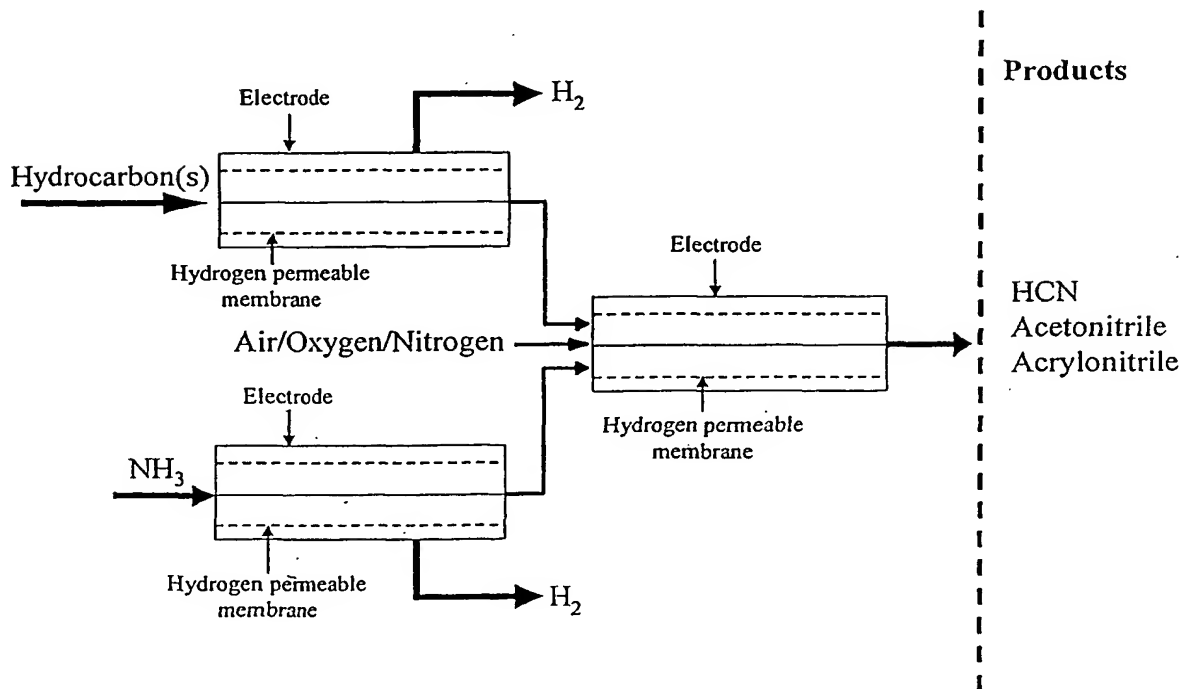 Products
Electrode
H₂
Hydrocarbon(s)
Hydrogen permeable
membrane
Electrode
HCN
Acetonitrile
Acrylonitrile
Air/Oxygen/Nitrogen
Electrode
Hydrogen permeable
membrane
NH₃
Hydrogen permeable
membrane
H₂